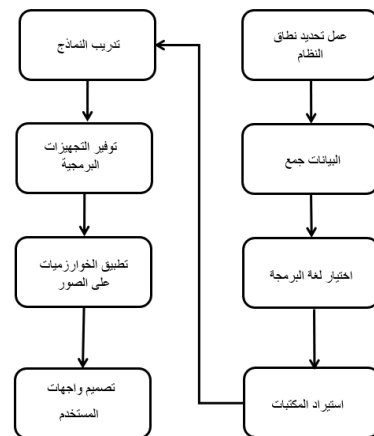 عمل تحديد نطاق
النظام
البيانات جمع
اختيار لغة البرمجة
استيراد المكتبات
تدريب النماذج
توفير التجهيزات
البرمجية
تطبيق الخوارزميات
على الصور
تصميم واجهات
المستخدم